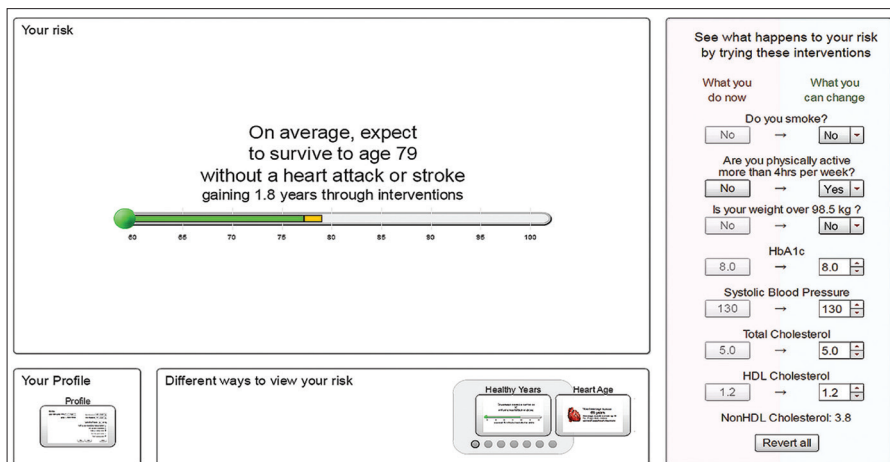 Your risk
On average, expect
to survive to age 79
without a heart attack or stroke
gaining 1.8 years through interventions
60 65 70 75 80 85 90 95 100
Your Profile
Profile
Different ways to view your risk
Healthy Years
Heart Age
See what happens to your risk
by trying these interventions
What you
do now
What you
can change
Do you smoke?
No → No
Are you physically active
more than 4hrs per week?
No → Yes
Is your weight over 98.5 kg ?
No → No
HbA1c
8.0 → 8.0
Systolic Blood Pressure
130 → 130
Total Cholesterol
5.0 → 5.0
HDL Cholesterol
1.2 → 1.2
NonHDL Cholesterol: 3.8
Revert all